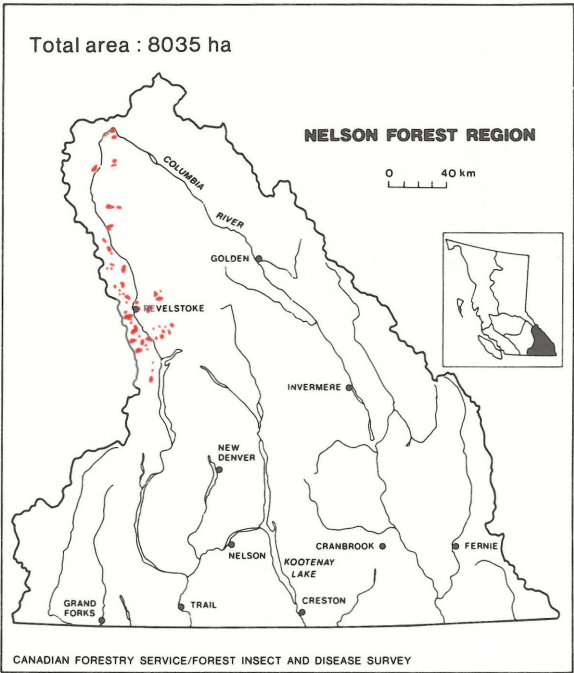 Total area : 8035 ha
NELSON FOREST REGION
0 40 km
COLUMBIA
RIVER
GOLDEN
REVELSTOKE
INVERMERE
NEW
DENVER
NELSON
CRANBROOK
FERNIE
KOOTENAY
LAKE
GRAND
FORKS
TRAIL
CRESTON
CANADIAN FORESTRY SERVICE/FOREST INSECT AND DISEASE SURVEY